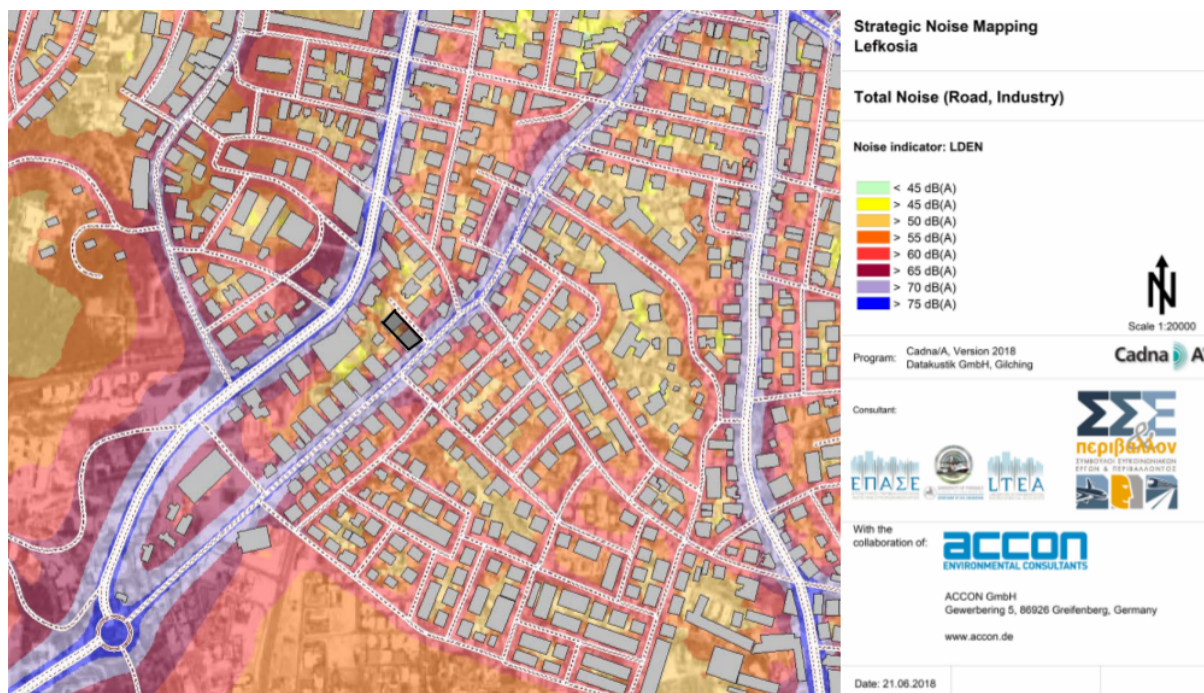 Strategic Noise Mapping
Lefkosia
Total Noise (Road, Industry)
Noise indicator: LDEN
< 45 dB(A)
> 45 dB(A)
> 50 dB(A)
> 55 dB(A)
> 60 dB(A)
> 65 dB(A)
> 70 dB(A)
> 75 dB(A)
N
Scale 1:20000
Program: Cadna/A, Version 2018
Datakustik GmbH, Gilching
Cadna A
Consultant:
ΕΠΑΣΕ
LTEA
ΣΣΕ
& περιβάλλον
ΣΥΜΒΟΥΛΟΙ ΣΥΓΚΟΙΝΩΝΙΑΚΩΝ
ΕΡΓΩΝ & ΠΕΡΙΒΑΛΛΟΝΤΟΣ
With the
collaboration of:
accon
ENVIRONMENTAL CONSULTANTS
ACCON GmbH
Gewerbering 5, 86926 Greifenberg, Germany
www.accon.de
Date: 21.06.2018